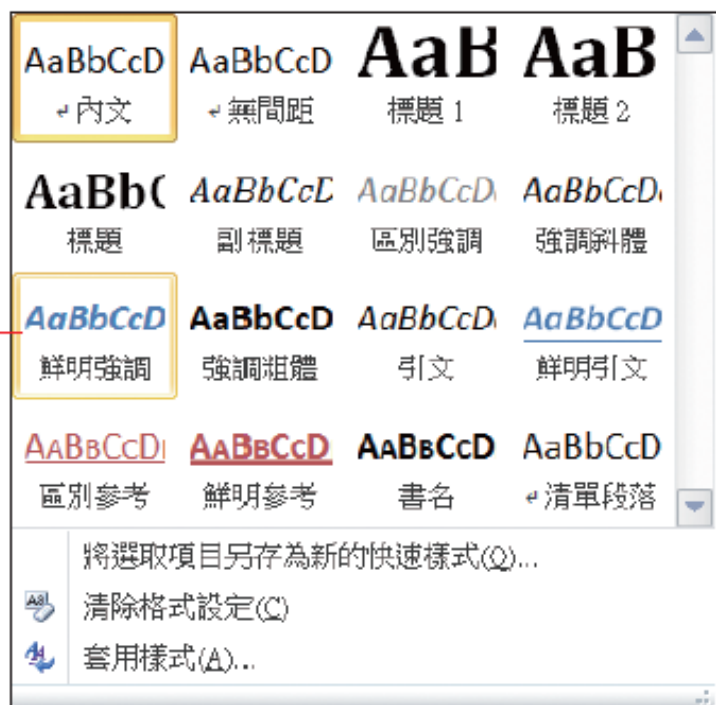 AaBbCcD AaBbCcD AaB AaB
↵內文 ↵無間距 標題 1 標題 2
AaBb( AaBbCcD AaBbCcD AaBbCcD
標題 副標題 區別強調 強調斜體
AaBbCcD AaBbCcD AaBbCcD AaBbCcD
鮮明強調 強調粗體 引文 鮮明引文
AABBCCD AABBCCD AABBCCD AaBbCcD
區別參考 鮮明參考 書名 ↵清單段落
將選取項目另存為新的快速樣式(Q)...
清除格式設定(C)
套用樣式(A)...